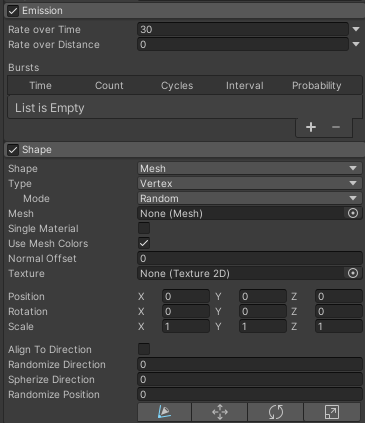 Emission
Rate over Time 30
Rate over Distance 0
Bursts
Time Count Cycles Interval Probability
List is Empty
+ −
Shape
Shape Mesh
Type Vertex
Mode Random
Mesh None (Mesh)
Single Material
Use Mesh Colors
Normal Offset 0
Texture None (Texture 2D)
Position X 0 Y 0 Z 0
Rotation X 0 Y 0 Z 0
Scale X 1 Y 1 Z 1
Align To Direction
Randomize Direction 0
Spherize Direction 0
Randomize Position 0